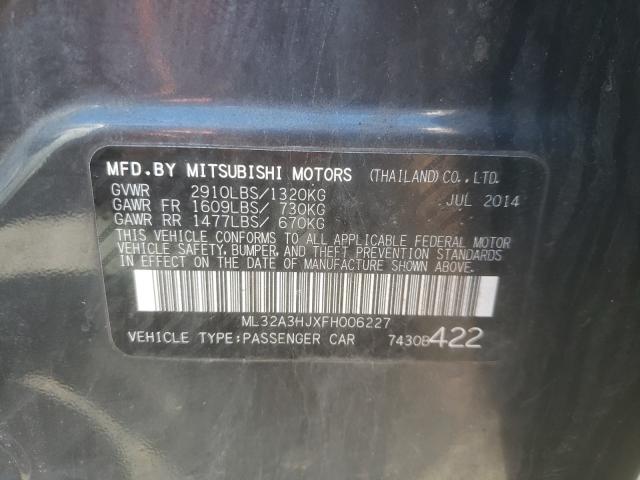 MFD.BY MITSUBISHI MOTORS (THAILAND) CO., LTD.
GVWR 2910LBS/1320KG JUL 2014
GAWR FR 1609LBS/ 730KG
GAWR RR 1477LBS/ 670KG
THIS VEHICLE CONFORMS TO ALL APPLICABLE FEDERAL MOTOR
VEHICLE SAFETY, BUMPER, AND THEFT PREVENTION STANDARDS
IN EFFECT ON THE DATE OF MANUFACTURE SHOWN ABOVE.
ML32A3HJXFH006227
VEHICLE TYPE:PASSENGER CAR 7430B422